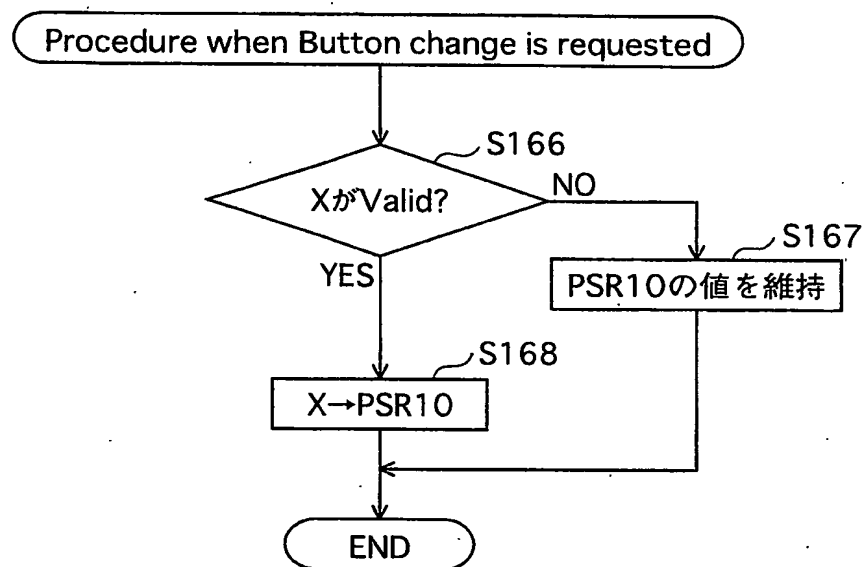 Procedure when Button change is requested
S166
XがValid?
NO
S167
YES
PSR10の値を維持
S168
X→PSR10
END